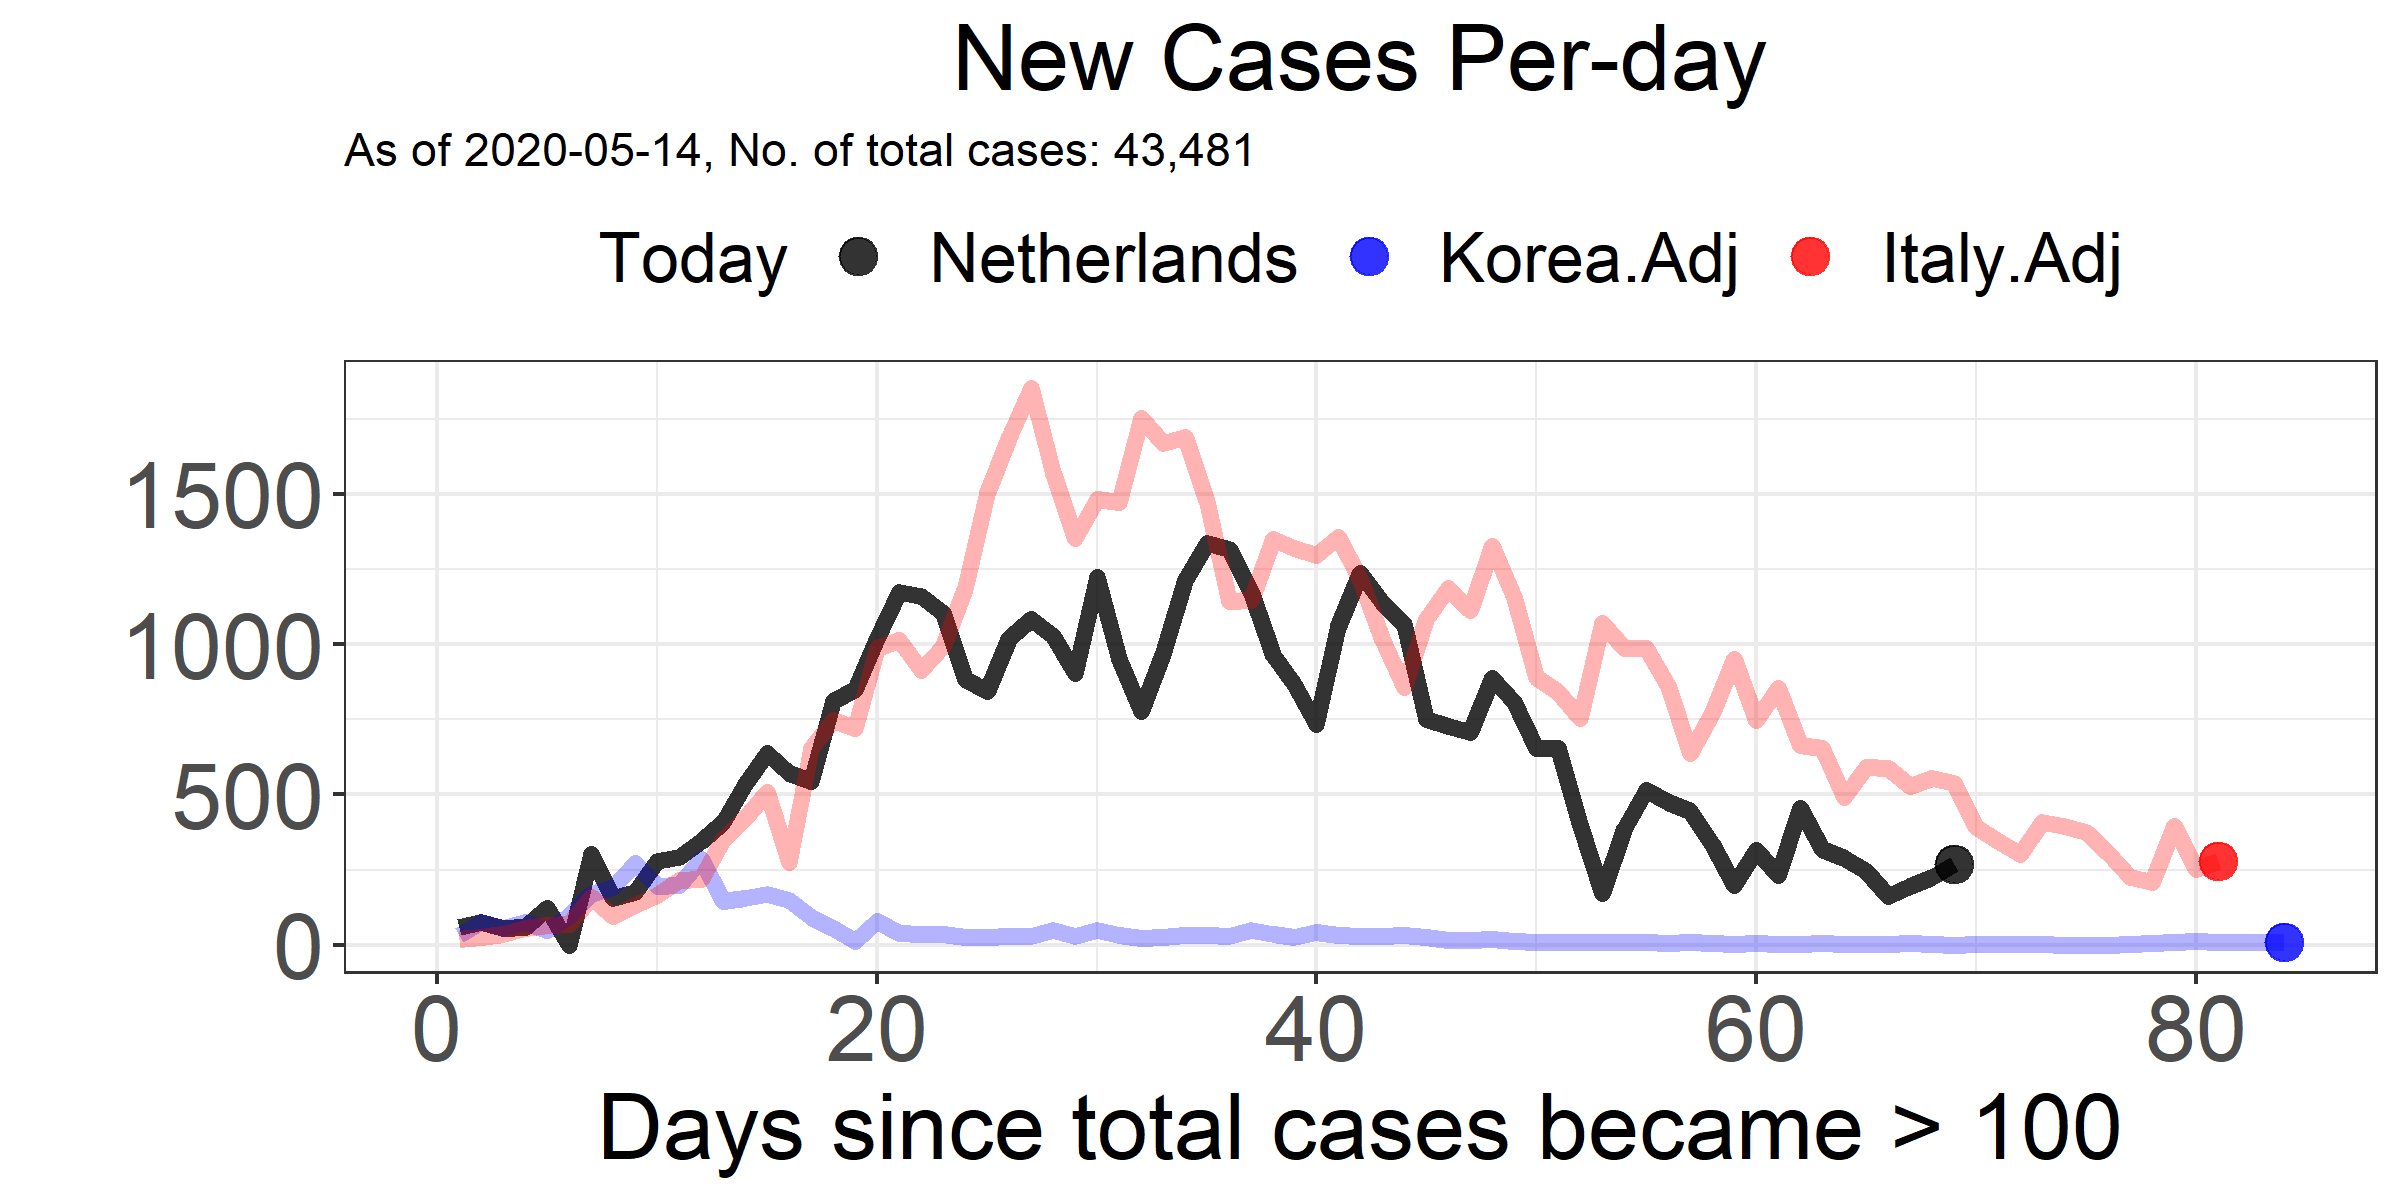 New Cases Per-day
As of 2020-05-14, No. of total cases: 43,481
Today Netherlands Korea.Adj Italy.Adj
1500
1000
500
0
0 20 40 60 80
Days since total cases became > 100